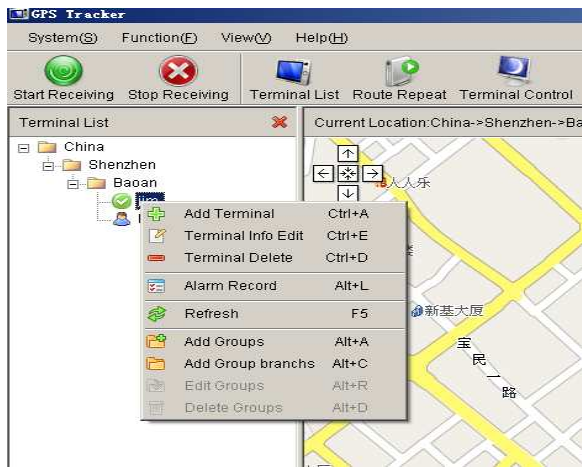 GPS Tracker
System(S) Function(F) View(V) Help(H)
Start Receiving Stop Receiving Terminal List Route Repeat Terminal Control
Terminal List
Current Location:China->Shenzhen->Ba
China
Shenzhen
Baoan
jim
Add Terminal Ctrl+A
Terminal Info Edit Ctrl+E
Terminal Delete Ctrl+D
Alarm Record Alt+L
Refresh F5
Add Groups Alt+A
Add Group branchs Alt+C
Edit Groups Alt+R
Delete Groups Alt+D
人人乐
新基大厦
宝民一路